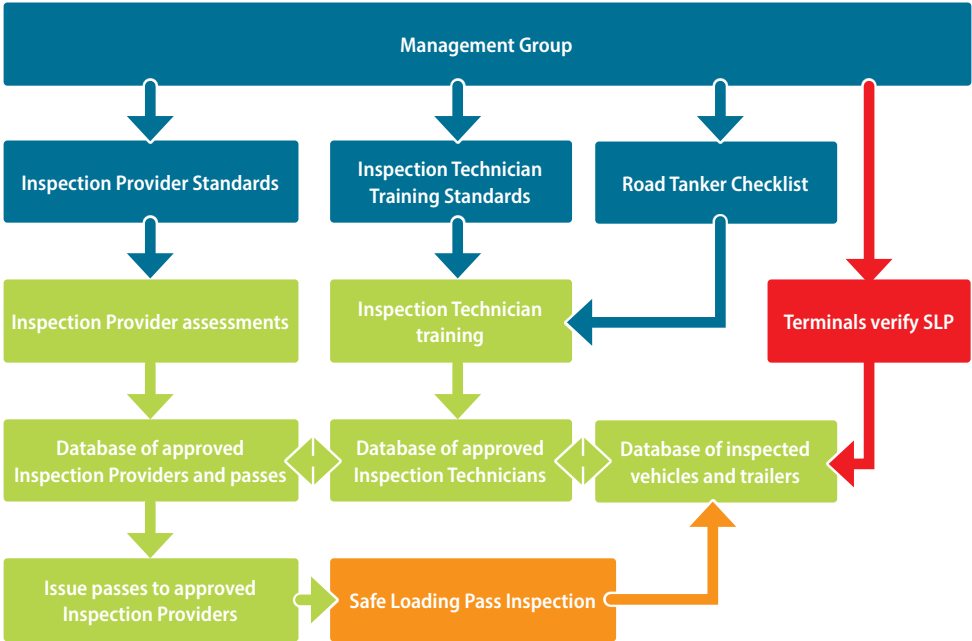 Management Group
Inspection Provider Standards
Inspection Technician
Training Standards
Road Tanker Checklist
Inspection Provider assessments
Inspection Technician
training
Terminals verify SLP
Database of approved
Inspection Providers and passes
Database of approved
Inspection Technicians
Database of inspected
vehicles and trailers
Issue passes to approved
Inspection Providers
Safe Loading Pass Inspection